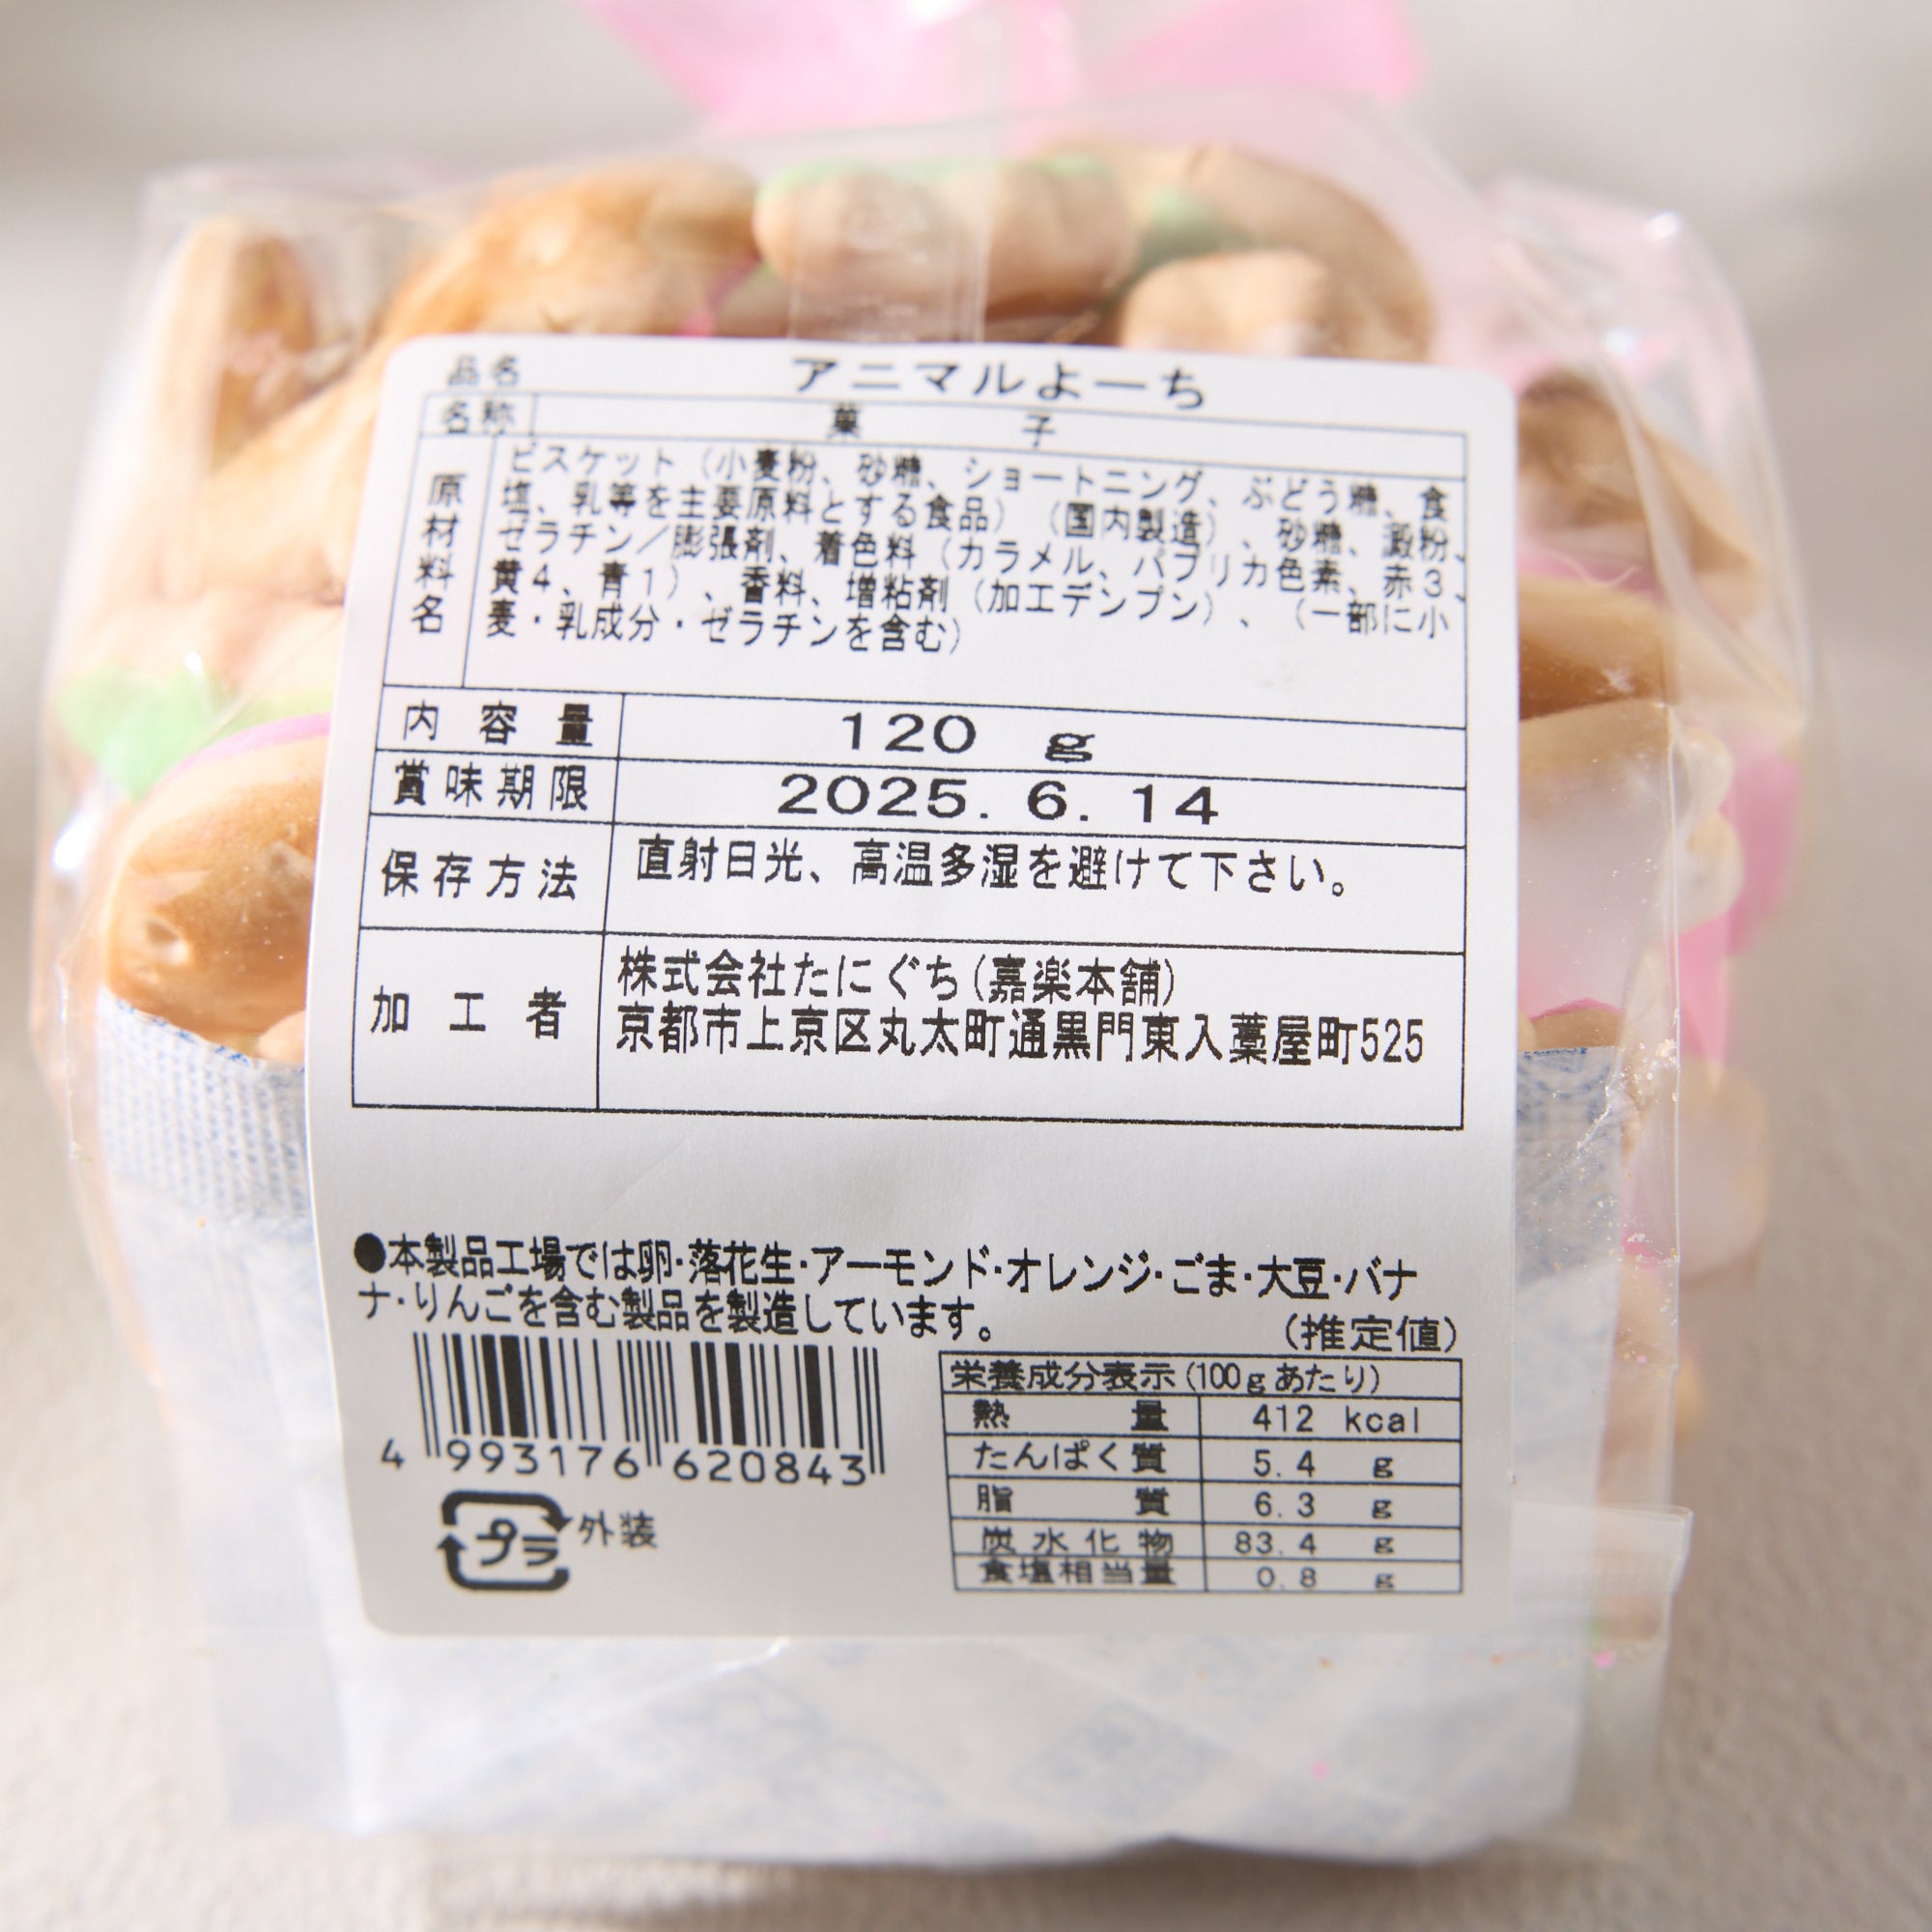 品名 アニマルよーち
名称 菓子
原材料名 ビスケット（小麦粉、砂糖、ショートニング、ぶどう糖、食
塩、乳等を主要原料とする食品）（国内製造）、砂糖、澱粉、
ゼラチン／膨張剤、着色料（カラメル、パプリカ色素、赤3、
黄4、青1）、香料、増粘剤（加工デンプン）、（一部に小
麦・乳成分・ゼラチンを含む）
内容量 120 g
賞味期限 2025. 6. 14
保存方法 直射日光、高温多湿を避けて下さい。
加工者 株式会社たにぐち(嘉楽本舗)
京都市上京区丸太町通黒門東入藁屋町525
●本製品工場では卵・落花生・アーモンド・オレンジ・ごま・大豆・バナ
ナ・りんごを含む製品を製造しています。
(推定値)
栄養成分表示(100gあたり)
熱量 412 kcal
たんぱく質 5.4 g
脂質 6.3 g
炭水化物 83.4 g
食塩相当量 0.8 g
4 993176 620843
プラ 外装